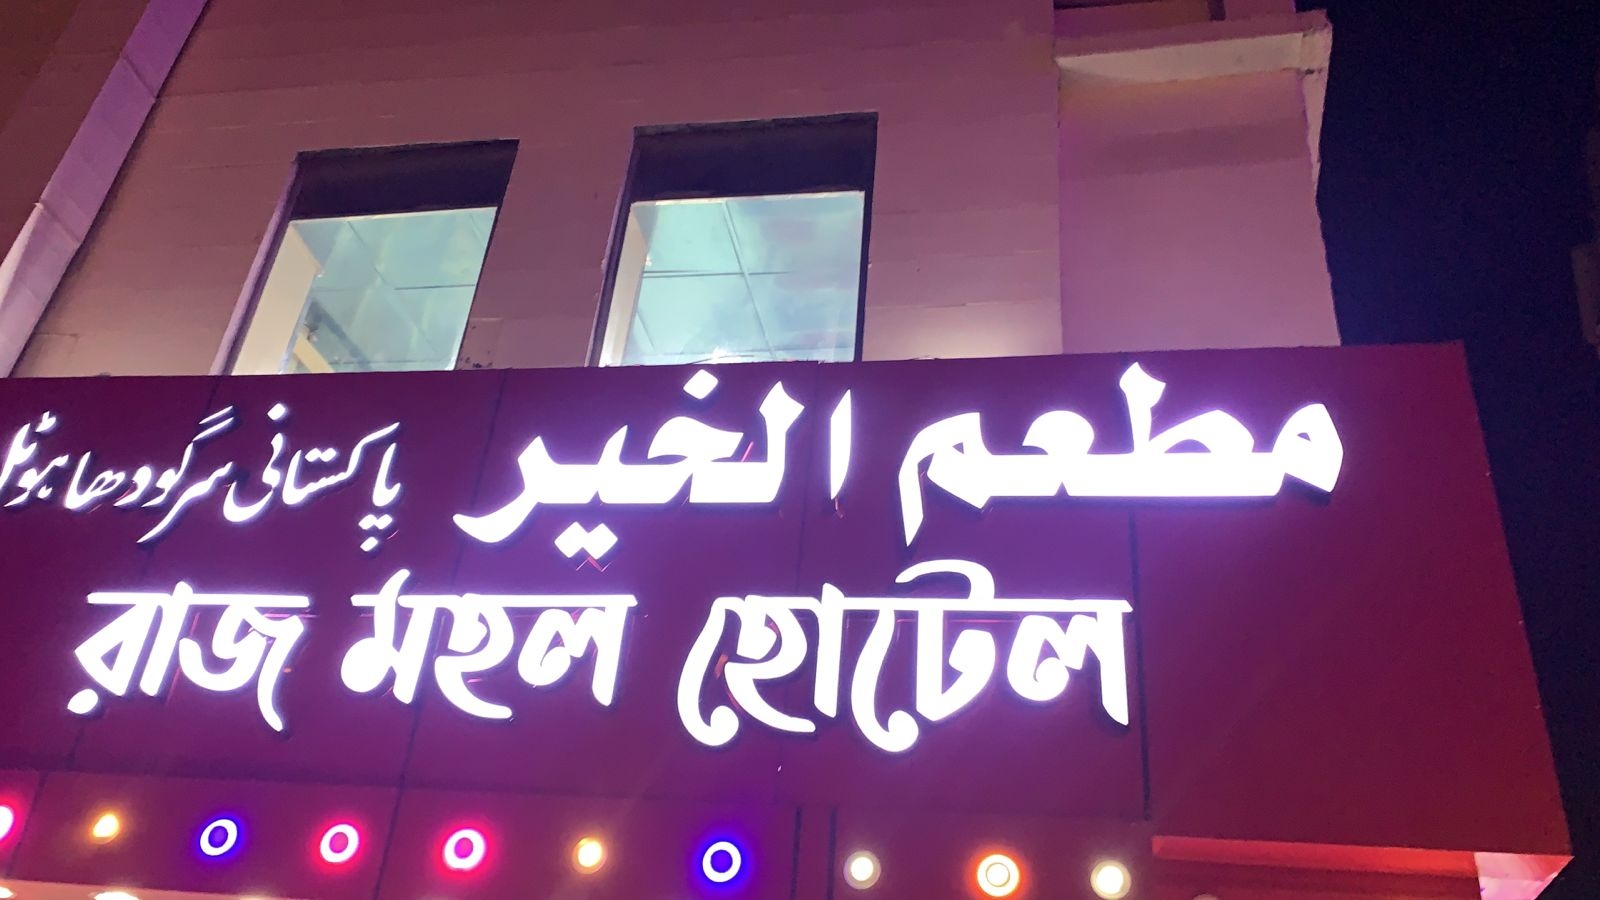 مطعم الخير پاکستانی سرگودھا ہوٹل
রাজ মহল হোটেল